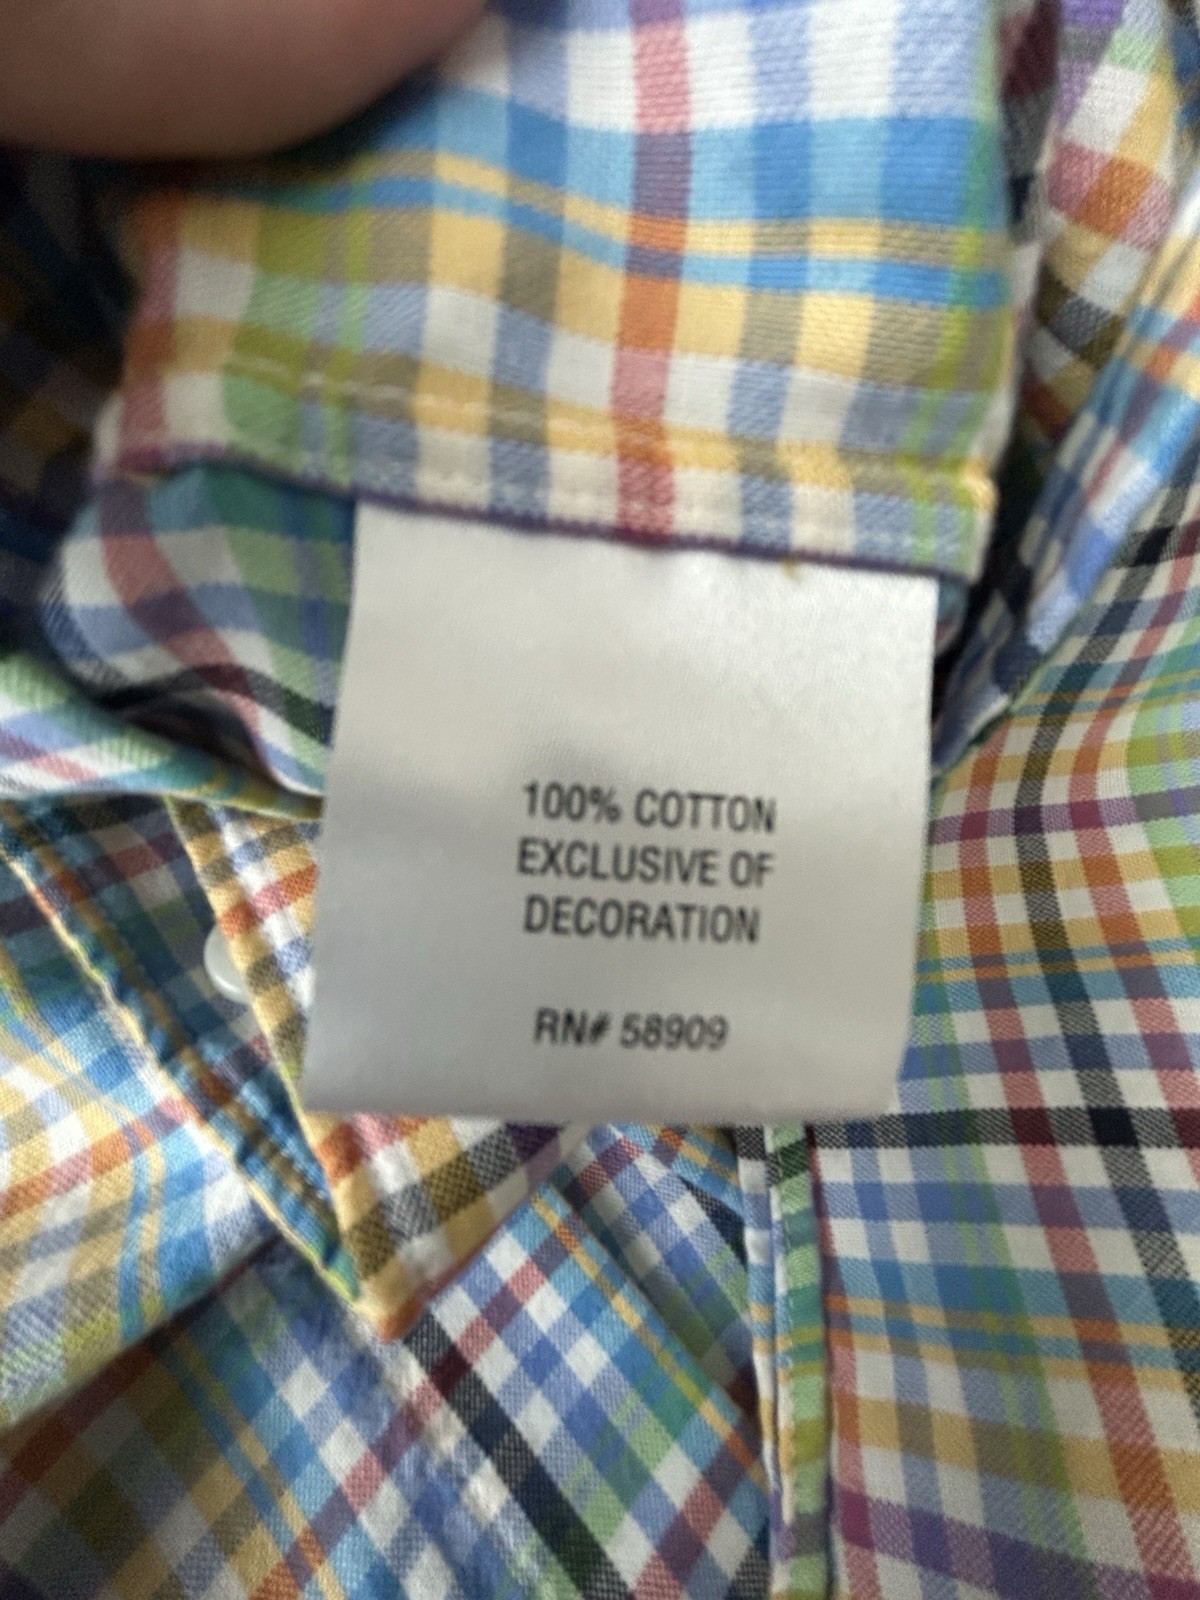 100% COTTON
EXCLUSIVE OF
DECORATION
RN# 58909